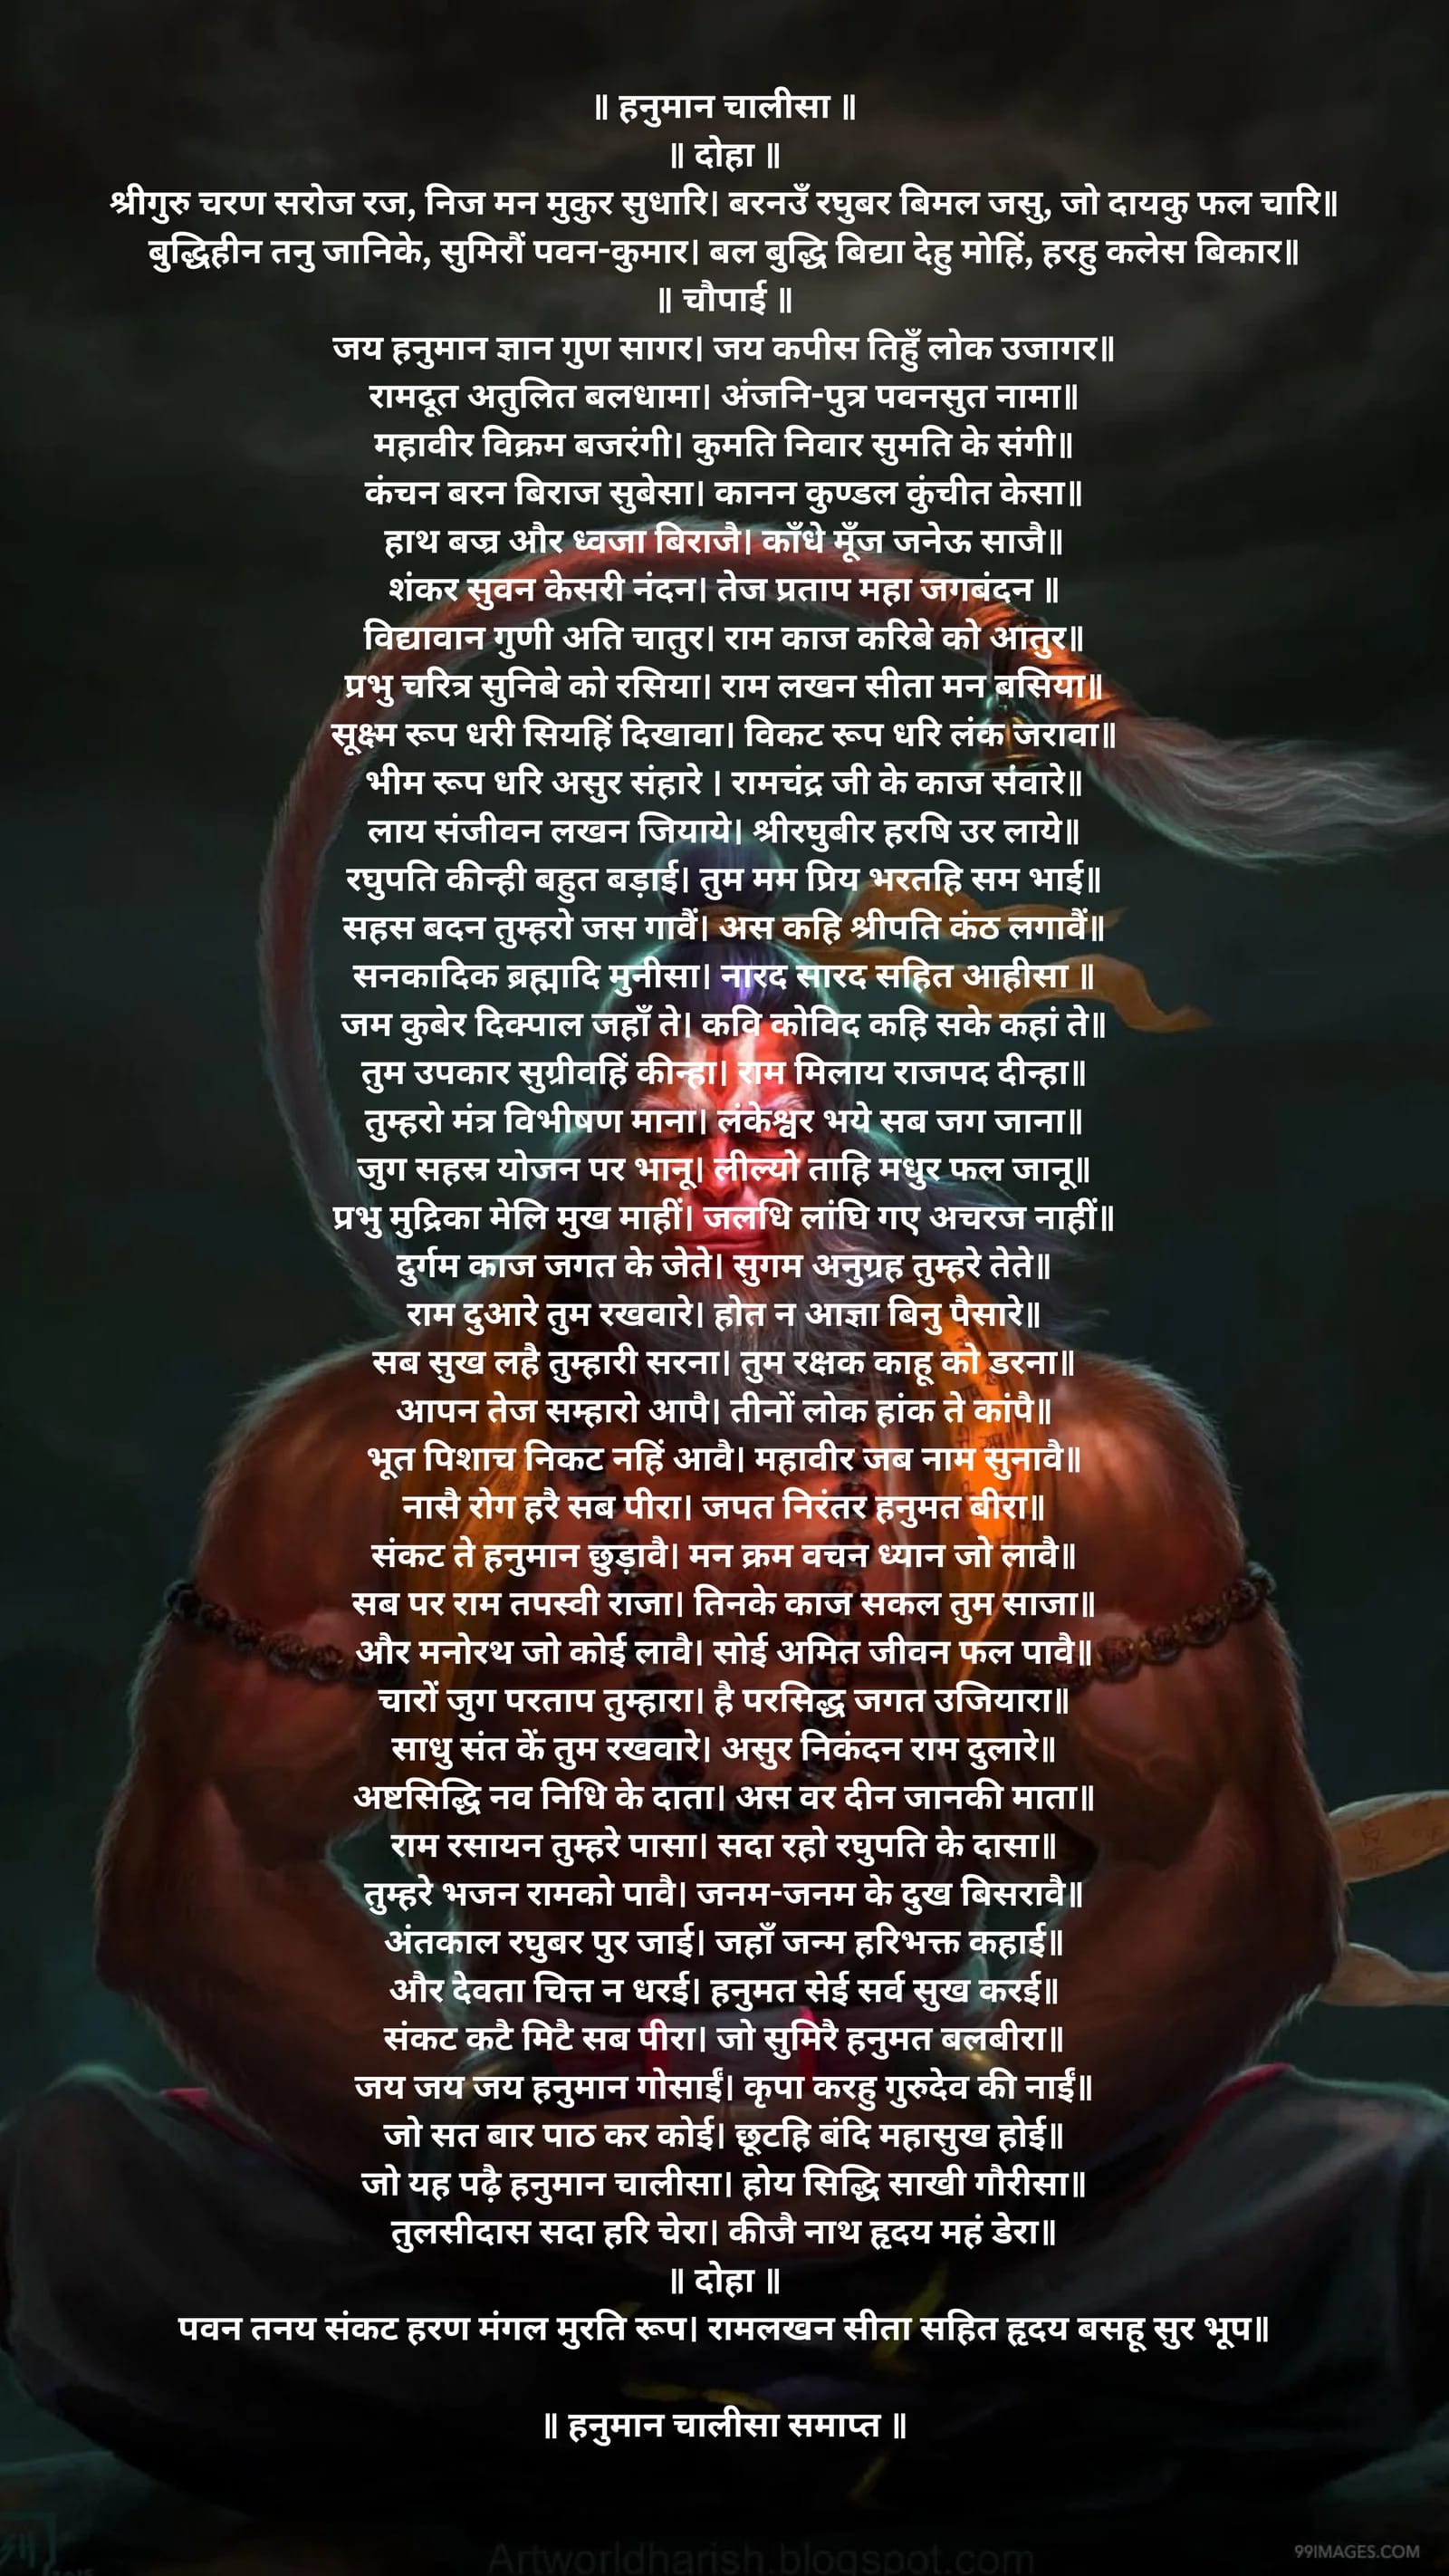 ॥ हनुमान चालीसा ॥
॥ दोहा ॥
श्रीगुरु चरण सरोज रज, निज मन मुकुर सुधारि। बरनउँ रघुबर बिमल जसु, जो दायकु फल चारि॥
बुद्धिहीन तनु जानिके, सुमिरौं पवन-कुमार। बल बुद्धि बिद्या देहु मोहिं, हरहु कलेस बिकार॥
॥ चौपाई ॥
जय हनुमान ज्ञान गुण सागर। जय कपीस तिहुँ लोक उजागर॥
रामदूत अतुलित बलधामा। अंजनि-पुत्र पवनसुत नामा॥
महावीर विक्रम बजरंगी। कुमति निवार सुमति के संगी॥
कंचन बरन बिराज सुबेसा। कानन कुण्डल कुंचीत केसा॥
हाथ बज्र और ध्वजा बिराजै। काँधे मूँज जनेऊ साजै॥
शंकर सुवन केसरी नंदन। तेज प्रताप महा जगबंदन ॥
विद्यावान गुणी अति चातुर। राम काज करिबे को आतुर॥
प्रभु चरित्र सुनिबे को रसिया। राम लखन सीता मन बसिया॥
सूक्ष्म रूप धरी सियहिं दिखावा। विकट रूप धरि लंक जरावा॥
भीम रूप धरि असुर संहारे । रामचंद्र जी के काज संवारे॥
लाय संजीवन लखन जियाये। श्रीरघुबीर हरषि उर लाये॥
रघुपति कीन्ही बहुत बड़ाई। तुम मम प्रिय भरतहि सम भाई॥
सहस बदन तुम्हरो जस गावैं। अस कहि श्रीपति कंठ लगावैं॥
सनकादिक ब्रह्मादि मुनीसा। नारद सारद सहित आहीसा ॥
जम कुबेर दिक्पाल जहाँ ते। कवि कोविद कहि सके कहां ते॥
तुम उपकार सुग्रीवहिं कीन्हा। राम मिलाय राजपद दीन्हा॥
तुम्हरो मंत्र विभीषण माना। लंकेश्वर भये सब जग जाना॥
जुग सहस्र योजन पर भानू। लील्यो ताहि मधुर फल जानू॥
प्रभु मुद्रिका मेलि मुख माहीं। जलधि लांघि गए अचरज नाहीं॥
दुर्गम काज जगत के जेते। सुगम अनुग्रह तुम्हरे तेते॥
राम दुआरे तुम रखवारे। होत न आज्ञा बिनु पैसारे॥
सब सुख लहै तुम्हारी सरना। तुम रक्षक काहू को डरना॥
आपन तेज सम्हारो आपै। तीनों लोक हांक ते कांपै॥
भूत पिशाच निकट नहिं आवै। महावीर जब नाम सुनावै॥
नासै रोग हरै सब पीरा। जपत निरंतर हनुमत बीरा॥
संकट ते हनुमान छुड़ावै। मन क्रम वचन ध्यान जो लावै॥
सब पर राम तपस्वी राजा। तिनके काज सकल तुम साजा॥
और मनोरथ जो कोई लावै। सोई अमित जीवन फल पावै॥
चारों जुग परताप तुम्हारा। है परसिद्ध जगत उजियारा॥
साधु संत कें तुम रखवारे। असुर निकंदन राम दुलारे॥
अष्टसिद्धि नव निधि के दाता। अस वर दीन जानकी माता॥
राम रसायन तुम्हरे पासा। सदा रहो रघुपति के दासा॥
तुम्हरे भजन रामको पावै। जनम-जनम के दुख बिसरावै॥
अंतकाल रघुबर पुर जाई। जहाँ जन्म हरिभक्त कहाई॥
और देवता चित्त न धरई। हनुमत सेई सर्व सुख करई॥
संकट कटै मिटै सब पीरा। जो सुमिरै हनुमत बलबीरा॥
जय जय जय हनुमान गोसाईं। कृपा करहु गुरुदेव की नाईं॥
जो सत बार पाठ कर कोई। छूटहि बंदि महासुख होई॥
जो यह पढ़ै हनुमान चालीसा। होय सिद्धि साखी गौरीसा॥
तुलसीदास सदा हरि चेरा। कीजै नाथ हृदय महं डेरा॥
॥ दोहा ॥
पवन तनय संकट हरण मंगल मुरति रूप। रामलखन सीता सहित हृदय बसहू सुर भूप॥
॥ हनुमान चालीसा समाप्त ॥
99IMAGES.COM
Artworldharish.blogspot.com